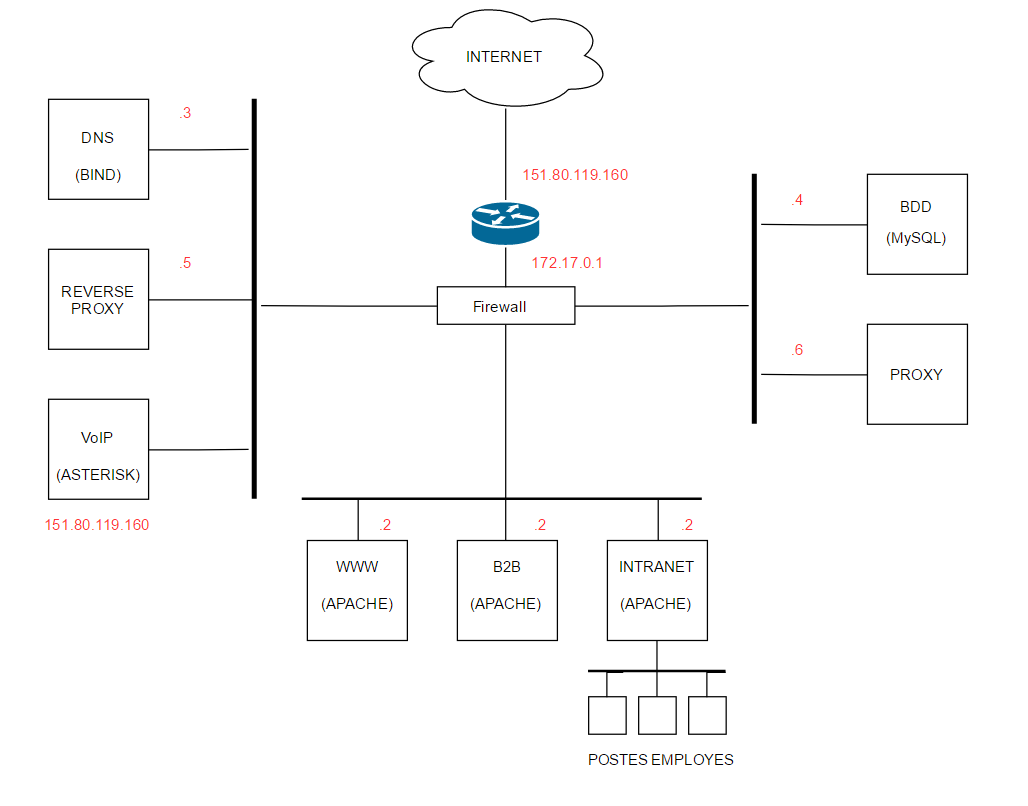 INTERNET
151.80.119.160
172.17.0.1
Firewall
.3
DNS
(BIND)
.5
REVERSE
PROXY
VoIP
(ASTERISK)
151.80.119.160
.4
BDD
(MySQL)
.6
PROXY
.2
.2
.2
WWW
(APACHE)
B2B
(APACHE)
INTRANET
(APACHE)
POSTES EMPLOYES